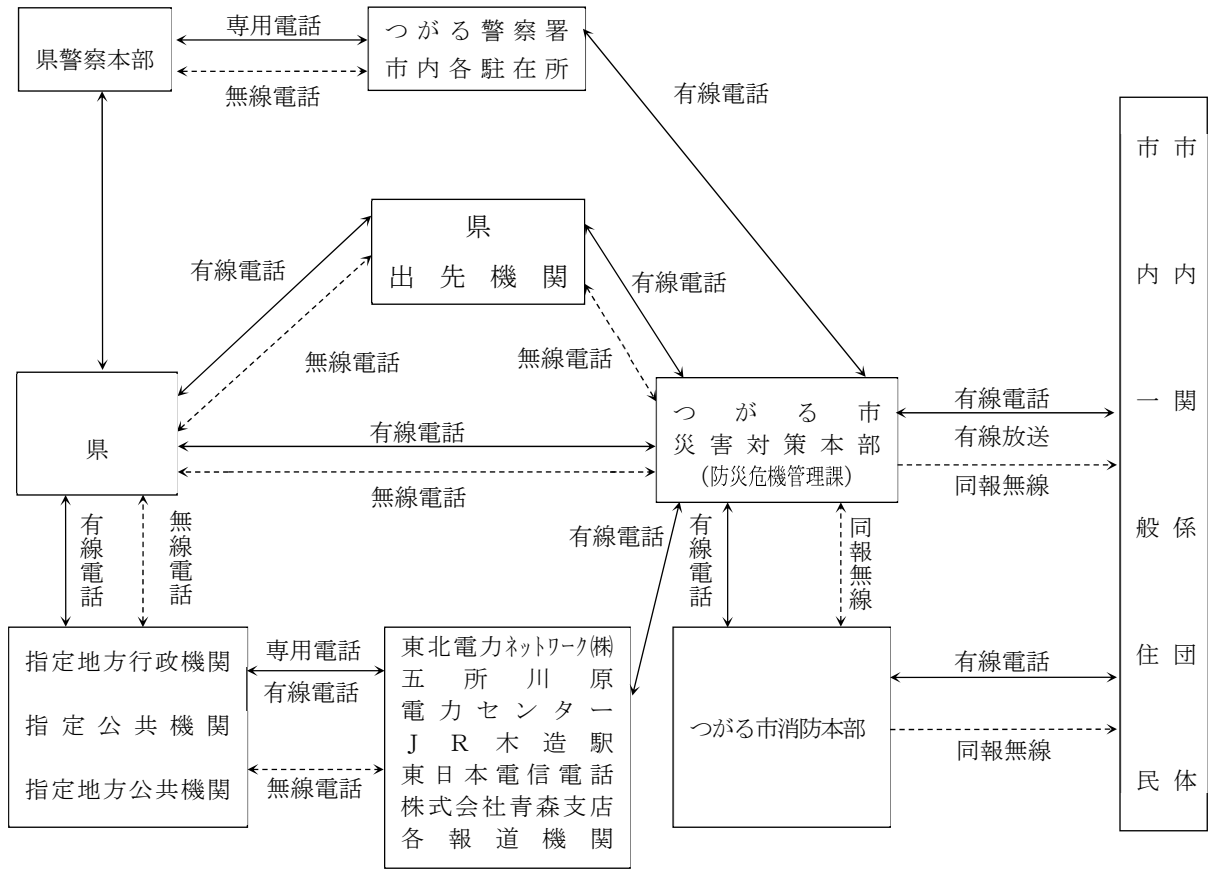 専用電話
県警察本部
つがる警察署
市内各駐在所
無線電話
有線電話
県
出先機関
有線電話
有線電話
無線電話
無線電話
県
有線電話
無線電話
つがる市
災害対策本部
(防災危機管理課)
有線電話
有線放送
同報無線
市内関係団体
市内一般住民
有線電話
無線電話
有線電話
有線電話
同報無線
指定地方行政機関
指定公共機関
指定地方公共機関
専用電話
有線電話
無線電話
東北電力ネットワーク㈱
五所川原
電力センター
JR木造駅
東日本電信電話
株式会社青森支店
各報道機関
つがる市消防本部
有線電話
同報無線